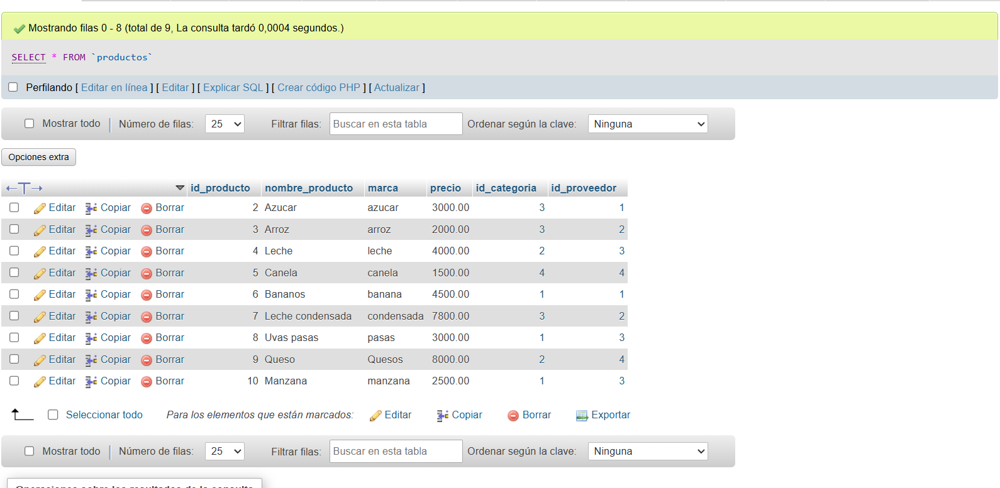 Mostrando filas 0 - 8 (total de 9, La consulta tardó 0,0004 segundos.)
SELECT * FROM `productos`
Perfilando [ Editar en línea ] [ Editar ] [ Explicar SQL ] [ Crear código PHP ] [ Actualizar ]
Mostrar todo Número de filas: 25 Filtrar filas: Buscar en esta tabla Ordenar según la clave: Ninguna
Opciones extra
id_producto nombre_producto marca precio id_categoria id_proveedor
Editar Copiar Borrar 2 Azucar azucar 3000.00 3 1
Editar Copiar Borrar 3 Arroz arroz 2000.00 3 2
Editar Copiar Borrar 4 Leche leche 4000.00 2 3
Editar Copiar Borrar 5 Canela canela 1500.00 4 4
Editar Copiar Borrar 6 Bananos banana 4500.00 1 1
Editar Copiar Borrar 7 Leche condensada condensada 7800.00 3 2
Editar Copiar Borrar 8 Uvas pasas pasas 3000.00 1 3
Editar Copiar Borrar 9 Queso Quesos 8000.00 2 4
Editar Copiar Borrar 10 Manzana manzana 2500.00 1 3
Seleccionar todo Para los elementos que están marcados: Editar Copiar Borrar Exportar
Mostrar todo Número de filas: 25 Filtrar filas: Buscar en esta tabla Ordenar según la clave: Ninguna
Operaciones sobre los resultados de la consulta